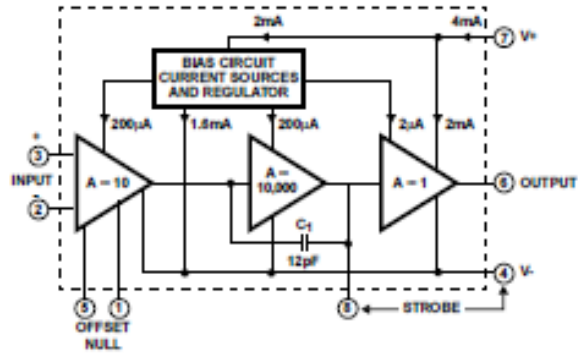 2mA 4mA
7 V+
BIAS CIRCUIT
CURRENT SOURCES
AND REGULATOR
200μA 1.6mA 200μA 2μA 2mA
+
3
INPUT A = 10 A = 10,000 A = 1 6 OUTPUT
-
2
C1
12pF
4 V-
5 1 8 STROBE
OFFSET
NULL